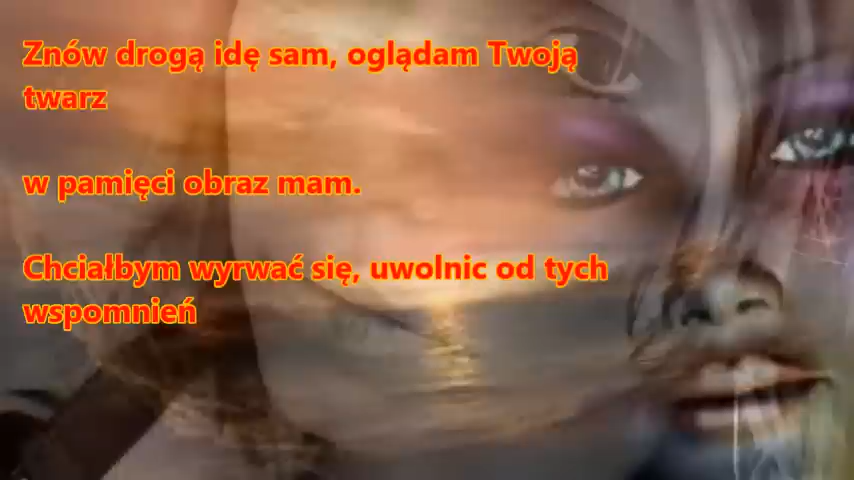 Znów drogą idę sam, oglądam Twoją
twarz
w pamięci obraz mam.
Chciałbym wyrwać się, uwolnic od tych
wspomnień